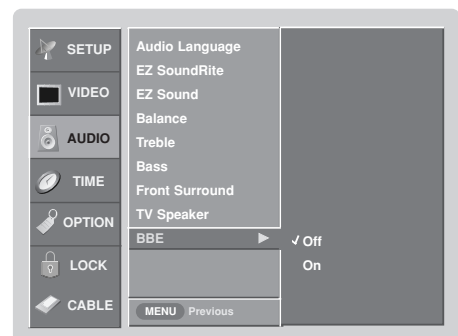 SETUP
VIDEO
AUDIO
TIME
OPTION
LOCK
CABLE
Audio Language
EZ SoundRite
EZ Sound
Balance
Treble
Bass
Front Surround
TV Speaker
BBE
Off
On
MENU Previous